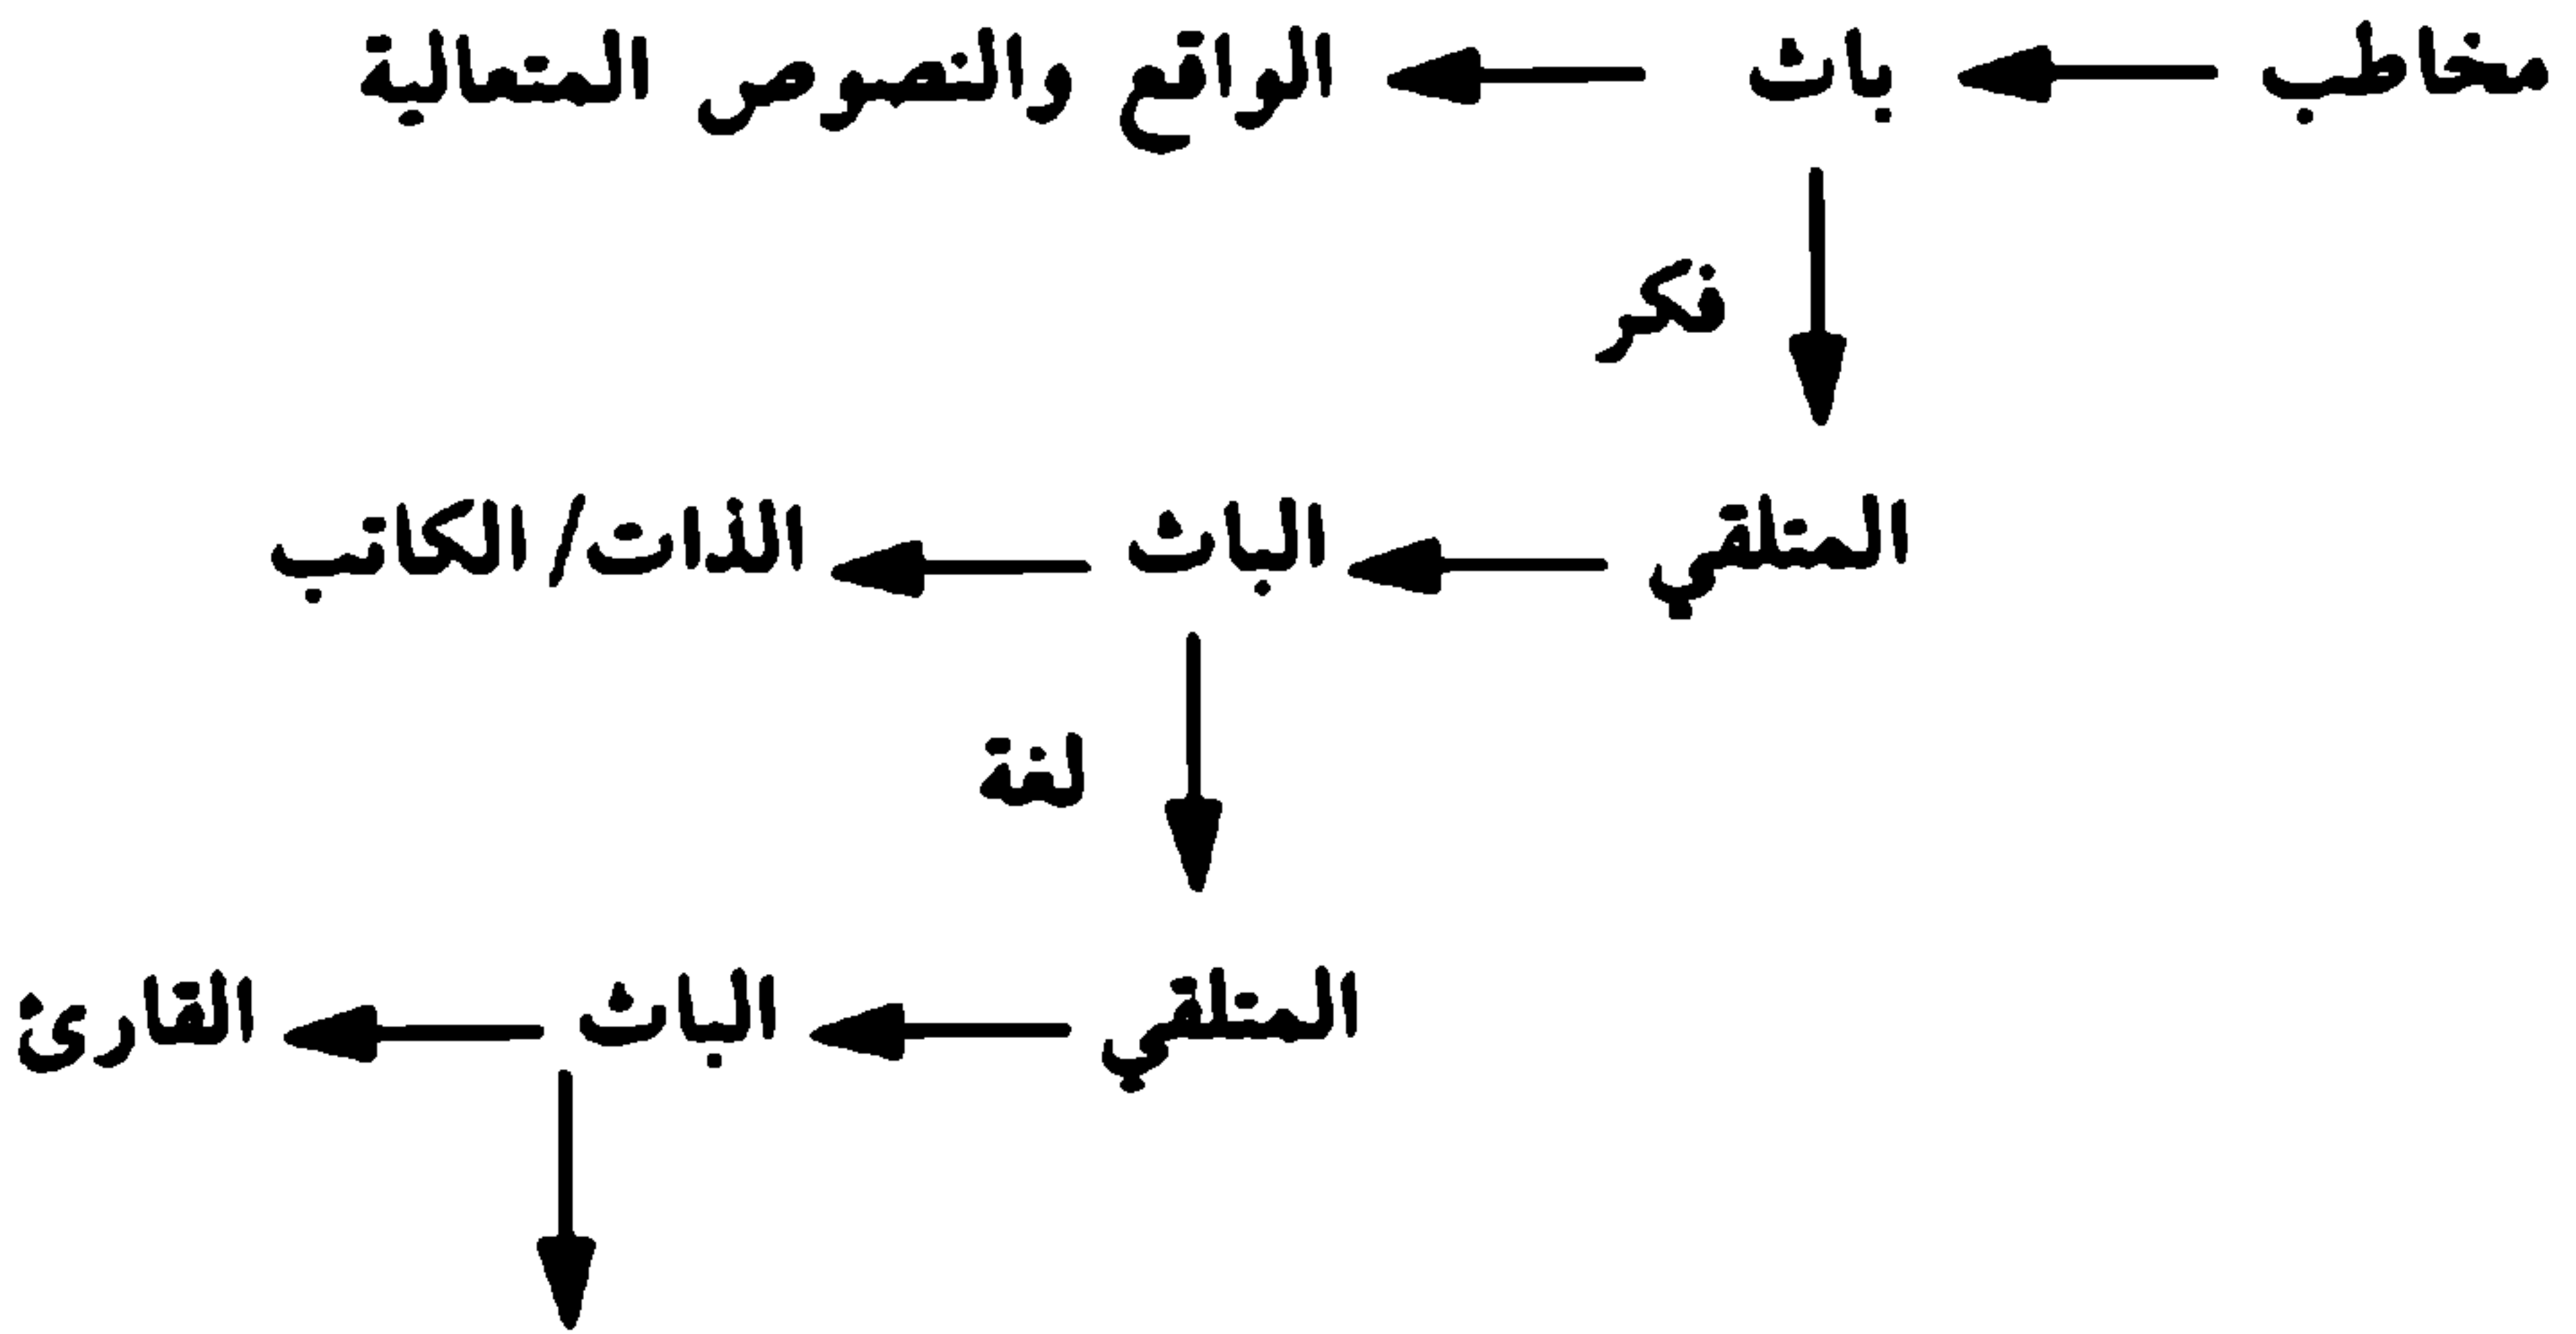 مخاطب باث الواقع والنصوص المتعالية
فكر
المتلقي الباث الذات/ الكاتب
لغة
المتلقي الباث القارئ